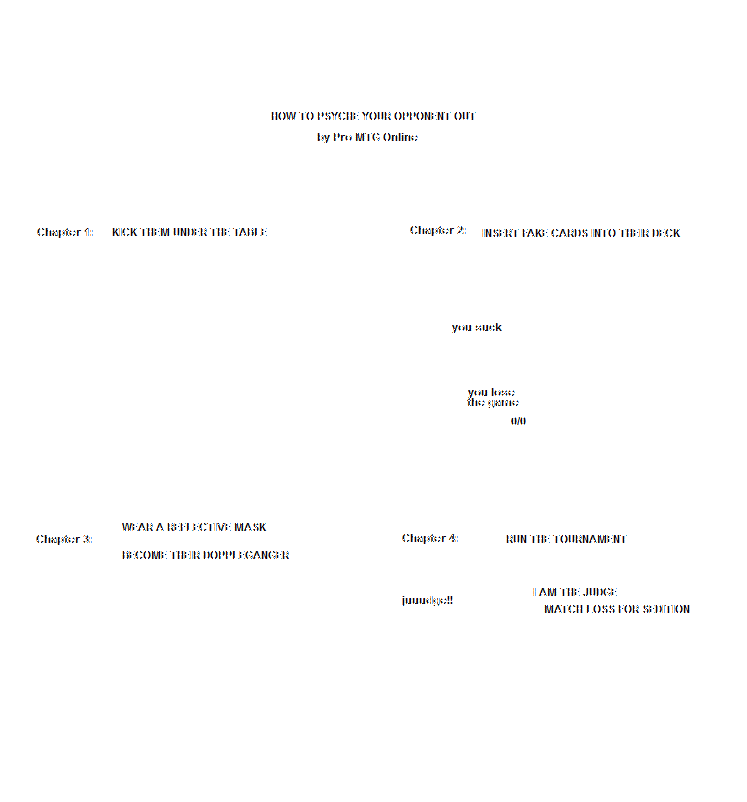 HOW TO PSYCHE YOUR OPPONENT OUT
by Pro MTG Online
Chapter 1: KICK THEM UNDER THE TABLE
Chapter 2: INSERT FAKE CARDS INTO THEIR DECK
you suck
you lose
the game
0/0
Chapter 3: WEAR A REFLECTIVE MASK
BECOME THEIR DOPPLEGANGER
Chapter 4: RUN THE TOURNAMENT
juuudge!!
I AM THE JUDGE
MATCH LOSS FOR SEDITION